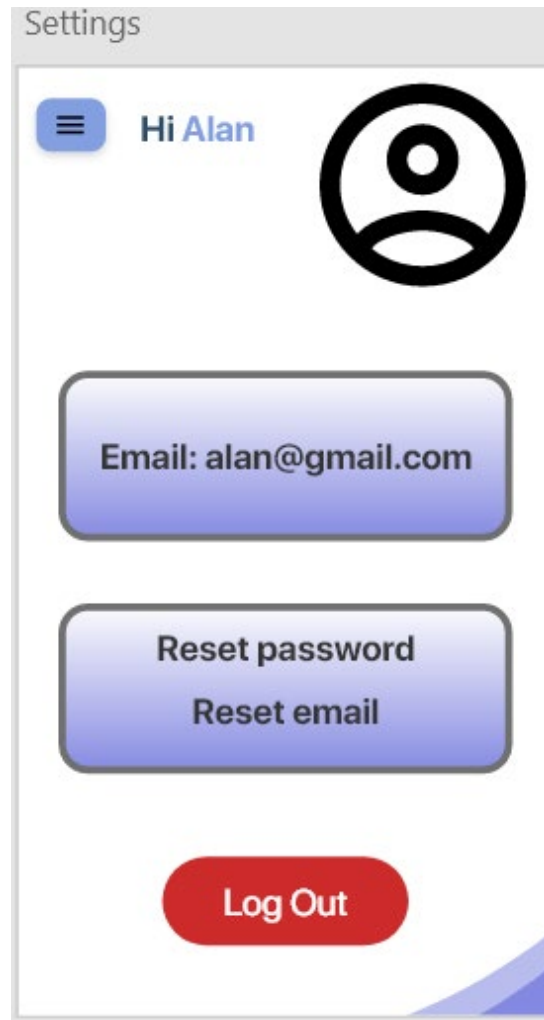 Settings
Hi Alan
Email: alan@gmail.com
Reset password
Reset email
Log Out